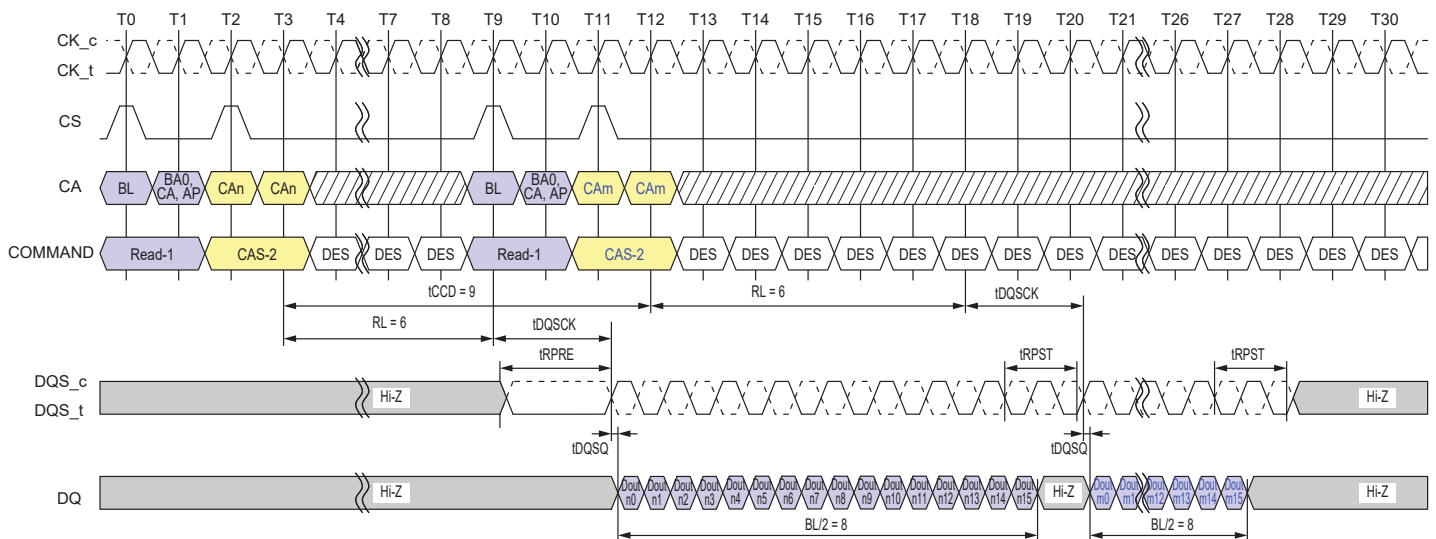 T0 T1 T2 T3 T4 T7 T8 T9 T10 T11 T12 T13 T14 T15 T16 T17 T18 T19 T20 T21 T26 T27 T28 T29 T30
CK_c
CK_t
CS
CA BL BA0, CA, AP CAn CAn BL BA0, CA, AP CAm CAm
COMMAND Read-1 CAS-2 DES DES DES Read-1 CAS-2 DES DES DES DES DES DES DES DES DES DES DES DES DES DES
tCCD = 9 RL = 6 tDQSCK
RL = 6 tDQSCK
tRPRE tRPST tRPST
DQS_c
DQS_t Hi-Z Hi-Z
tDQSQ tDQSQ
DQ Hi-Z Dout n0 Dout n1 Dout n2 Dout n3 Dout n4 Dout n5 Dout n6 Dout n7 Dout n8 Dout n9 Dout n10 Dout n11 Dout n12 Dout n13 Dout n14 Dout n15 Hi-Z Dout m0 Dout m1 Dout m12 Dout m13 Dout m14 Dout m15 Hi-Z
BL/2 = 8 BL/2 = 8